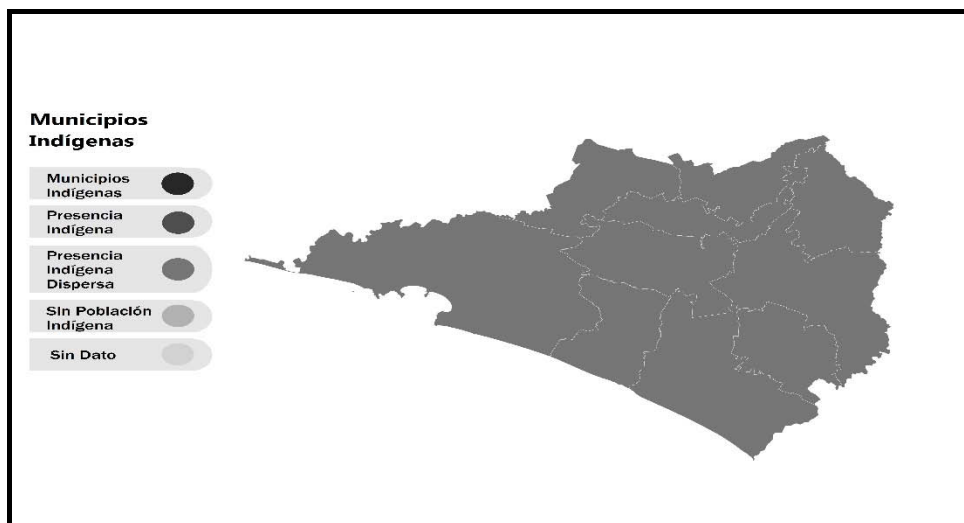 Municipios
Indígenas
Municipios
Indígenas
Presencia
Indígena
Presencia
Indígena
Dispersa
Sin Población
Indígena
Sin Dato